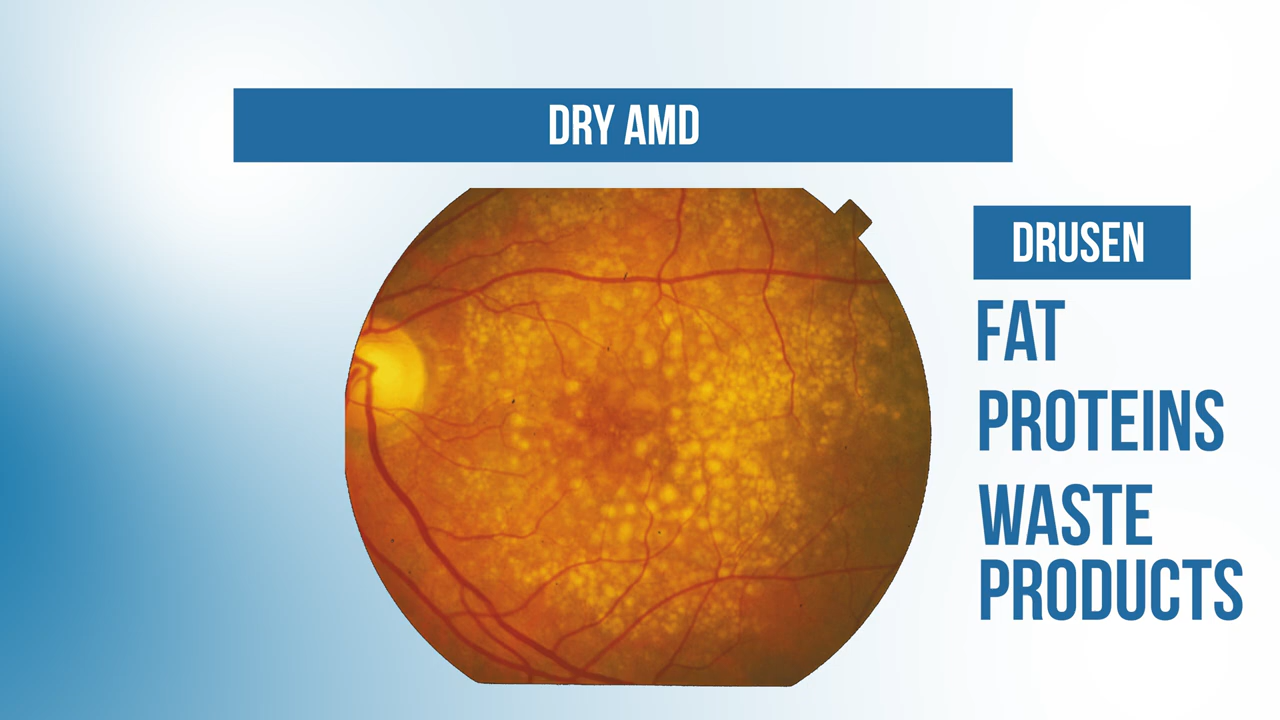 DRY AMD
DRUSEN
FAT
PROTEINS
WASTE
PRODUCTS